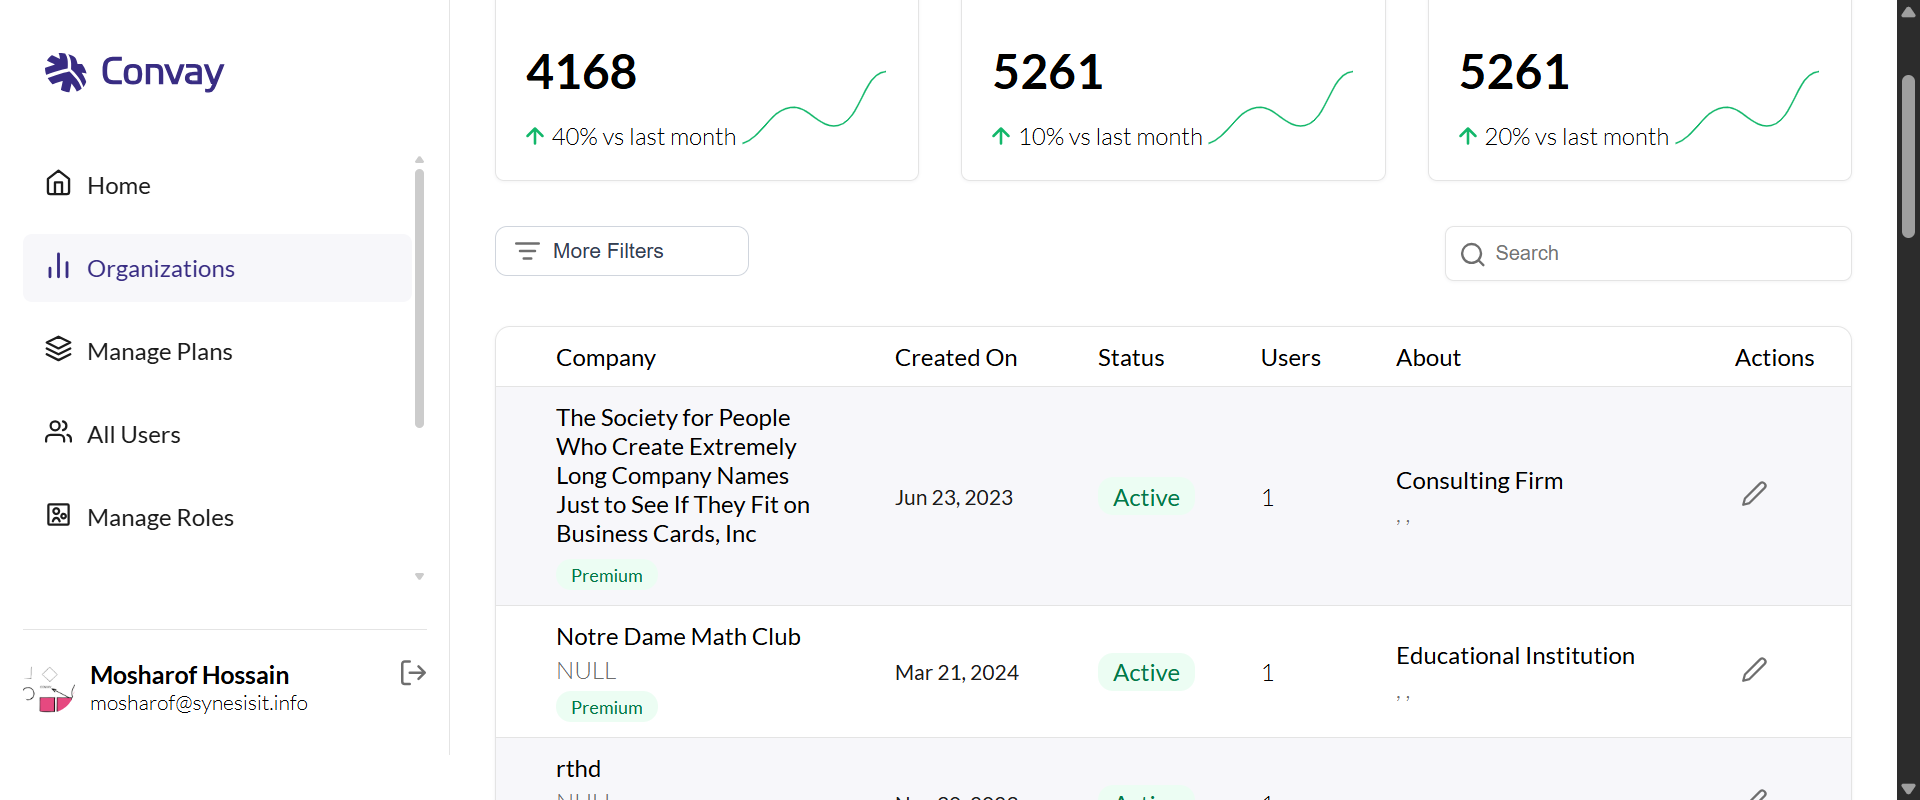 Convay
Home
Organizations
Manage Plans
All Users
Manage Roles
Mosharof Hossain
mosharof@synesisit.info
4168
40% vs last month
5261
10% vs last month
5261
20% vs last month
More Filters
Search
Company Created On Status Users About Actions
The Society for People
Who Create Extremely
Long Company Names
Just to See If They Fit on
Business Cards, Inc
Premium
Jun 23, 2023
Active
1
Consulting Firm
, ,
Notre Dame Math Club
NULL
Premium
Mar 21, 2024
Active
1
Educational Institution
, ,
rthd
NULL
Active
1